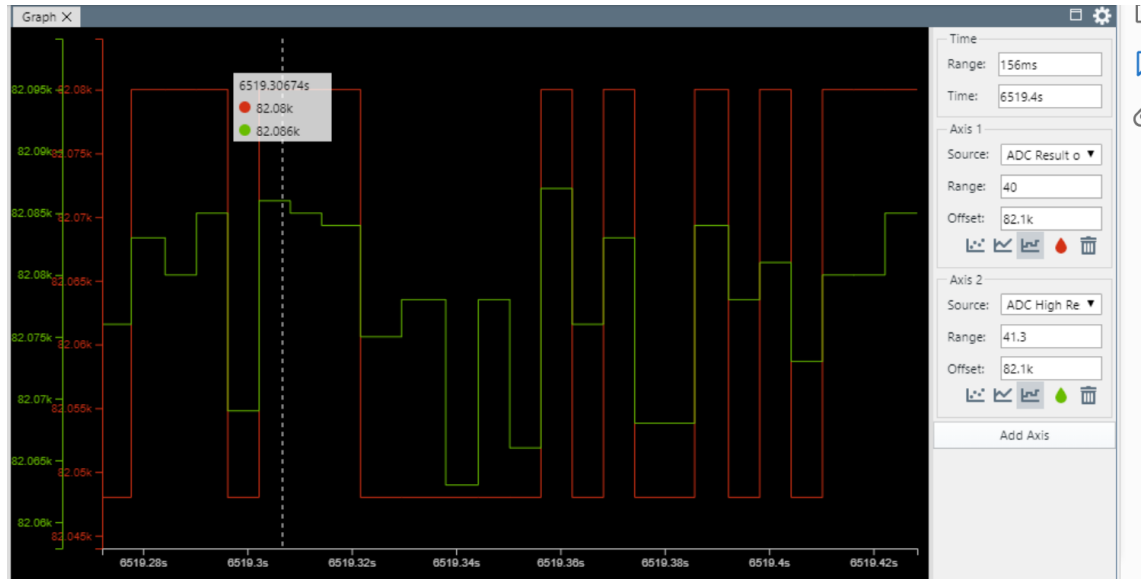 Graph
6519.30674s
82.08k
82.086k
82.095k
82.09k
82.085k
82.08k
82.075k
82.07k
82.065k
82.06k
82.08k
82.075k
82.07k
82.065k
82.06k
82.055k
82.05k
82.045k
6519.28s 6519.3s 6519.32s 6519.34s 6519.36s 6519.38s 6519.4s 6519.42s
Time
Range: 156ms
Time: 6519.4s
Axis 1
Source: ADC Result o
Range: 40
Offset: 82.1k
Axis 2
Source: ADC High Re
Range: 41.3
Offset: 82.1k
Add Axis